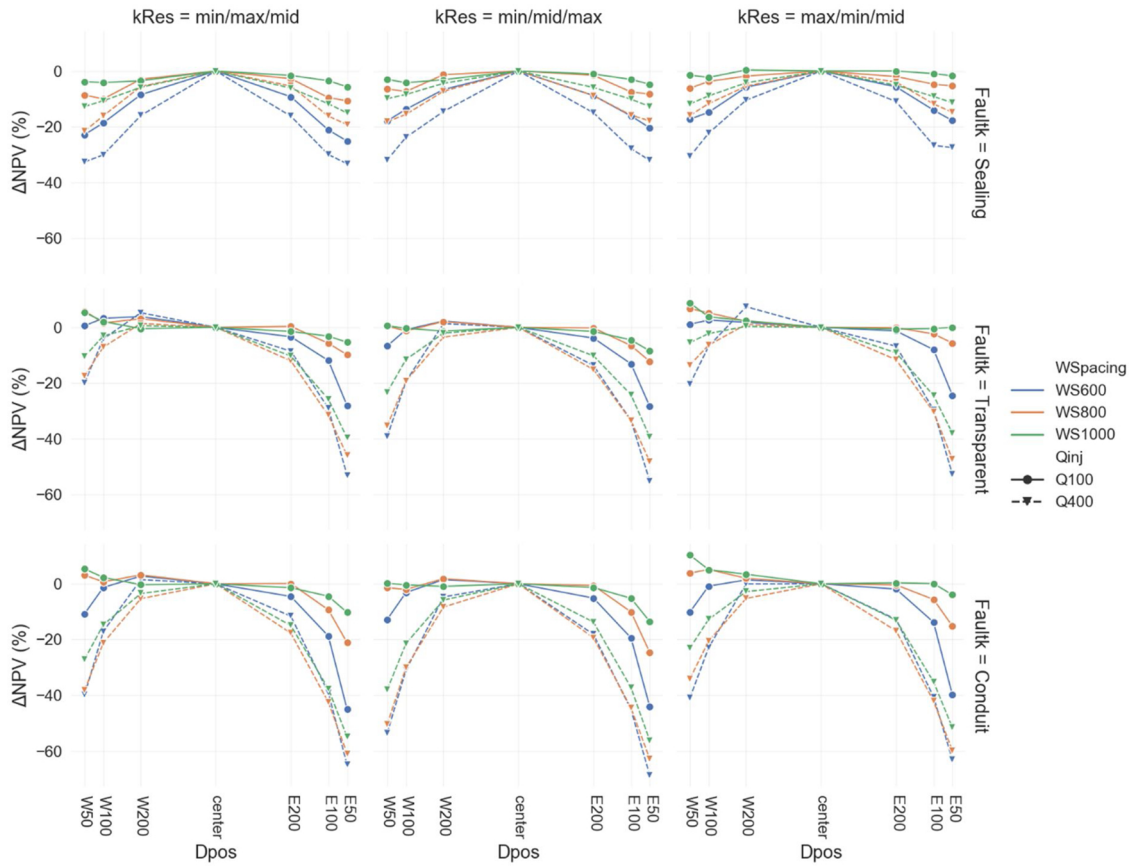 kRes = min/max/mid
kRes = min/mid/max
kRes = max/min/mid
ΔNPV (%)
0
−20
−40
−60
Faultk = Sealing
ΔNPV (%)
0
−20
−40
−60
Faultk = Transparent
WSpacing
WS600
WS800
WS1000
Qinj
Q100
Q400
ΔNPV (%)
0
−20
−40
−60
Faultk = Conduit
W50
W100
W200
center
E200
E100
E50
Dpos
W50
W100
W200
center
E200
E100
E50
Dpos
W50
W100
W200
center
E200
E100
E50
Dpos